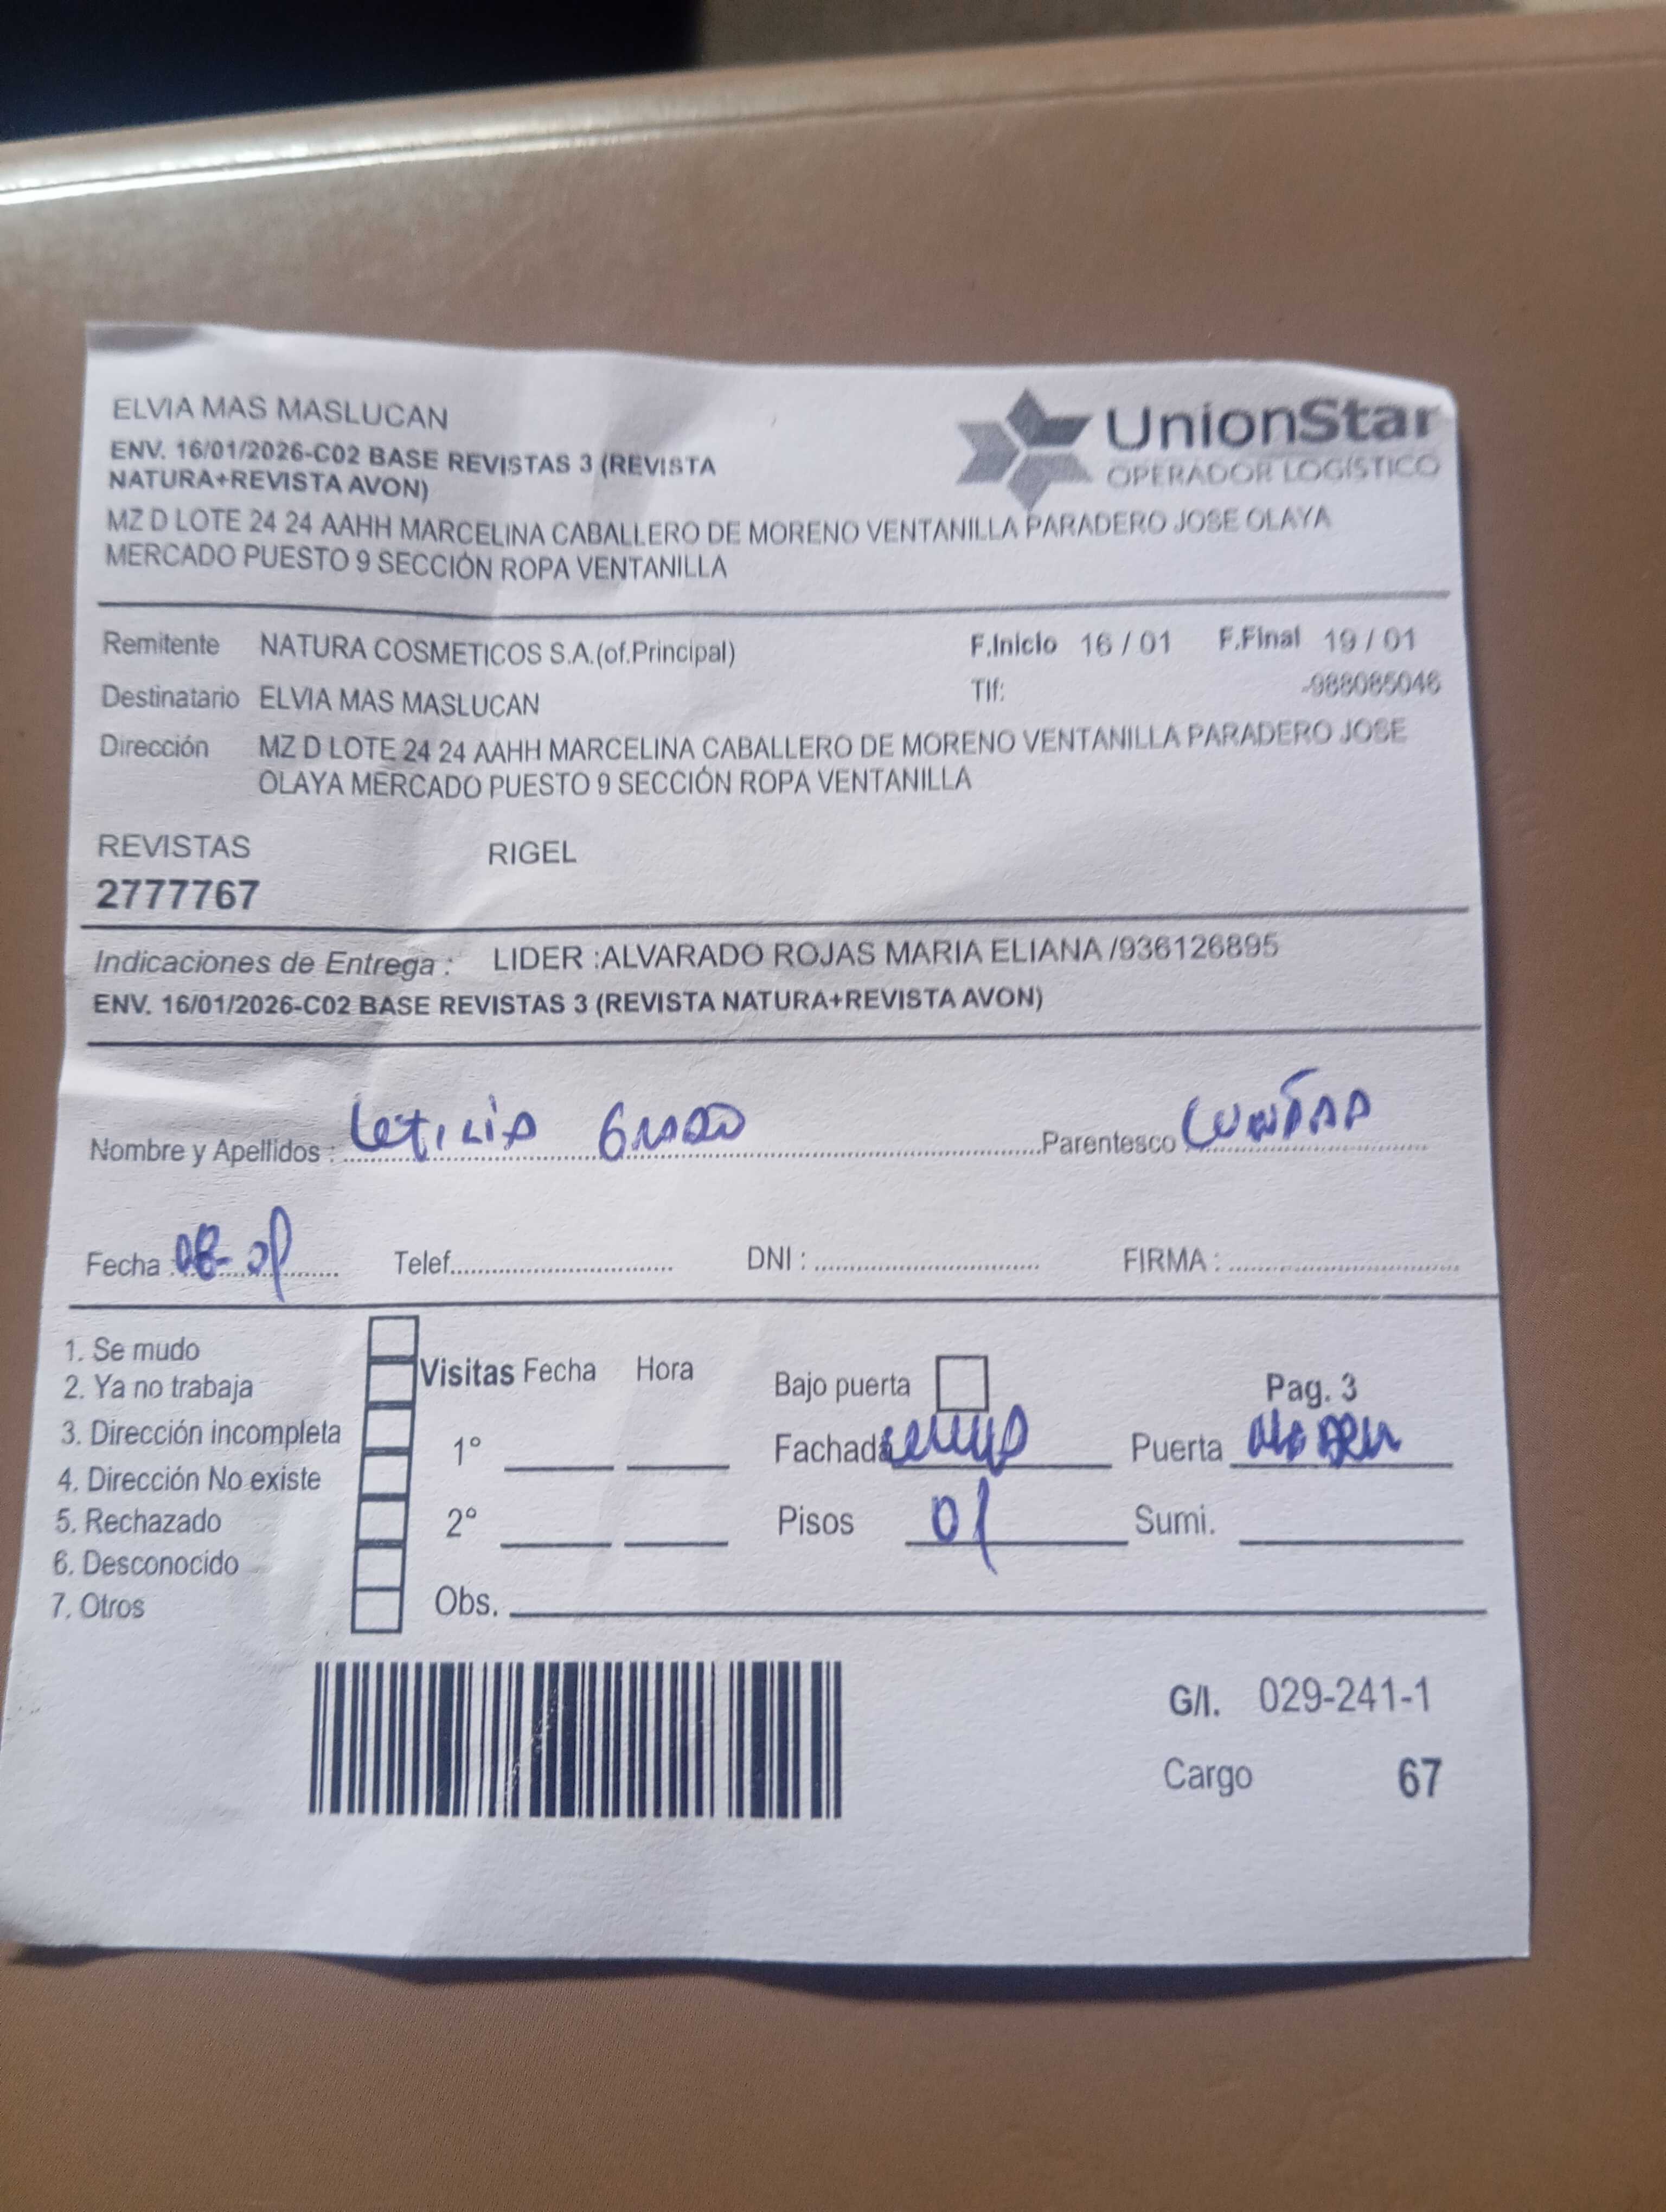 ELVIA MAS MASLUCAN
ENV. 16/01/2026-C02 BASE REVISTAS 3 (REVISTA
NATURA+REVISTA AVON)
UnionStar
OPERADOR LOGÍSTICO
MZ D LOTE 24 24 AAHH MARCELINA CABALLERO DE MORENO VENTANILLA PARADERO JOSE OLAYA
MERCADO PUESTO 9 SECCIÓN ROPA VENTANILLA
Remitente NATURA COSMETICOS S.A.(of.Principal) F.Inicio 16 / 01 F.Final 19 / 01
Destinatario ELVIA MAS MASLUCAN Tlf: -988085046
Dirección MZ D LOTE 24 24 AAHH MARCELINA CABALLERO DE MORENO VENTANILLA PARADERO JOSE
OLAYA MERCADO PUESTO 9 SECCIÓN ROPA VENTANILLA
REVISTAS RIGEL
2777767
Indicaciones de Entrega : LIDER :ALVARADO ROJAS MARIA ELIANA /936126895
ENV. 16/01/2026-C02 BASE REVISTAS 3 (REVISTA NATURA+REVISTA AVON)
Nombre y Apellidos : Leticia Parentesco CUÑADA
Fecha : Telef. DNI : FIRMA :
1. Se mudo
2. Ya no trabaja
3. Dirección incompleta
4. Dirección No existe
5. Rechazado
6. Desconocido
7. Otros
Visitas Fecha Hora
1°
2°
Obs.
Bajo puerta Pag. 3
Fachada Puerta
Pisos 01 Sumi.
G/I. 029-241-1
Cargo 67